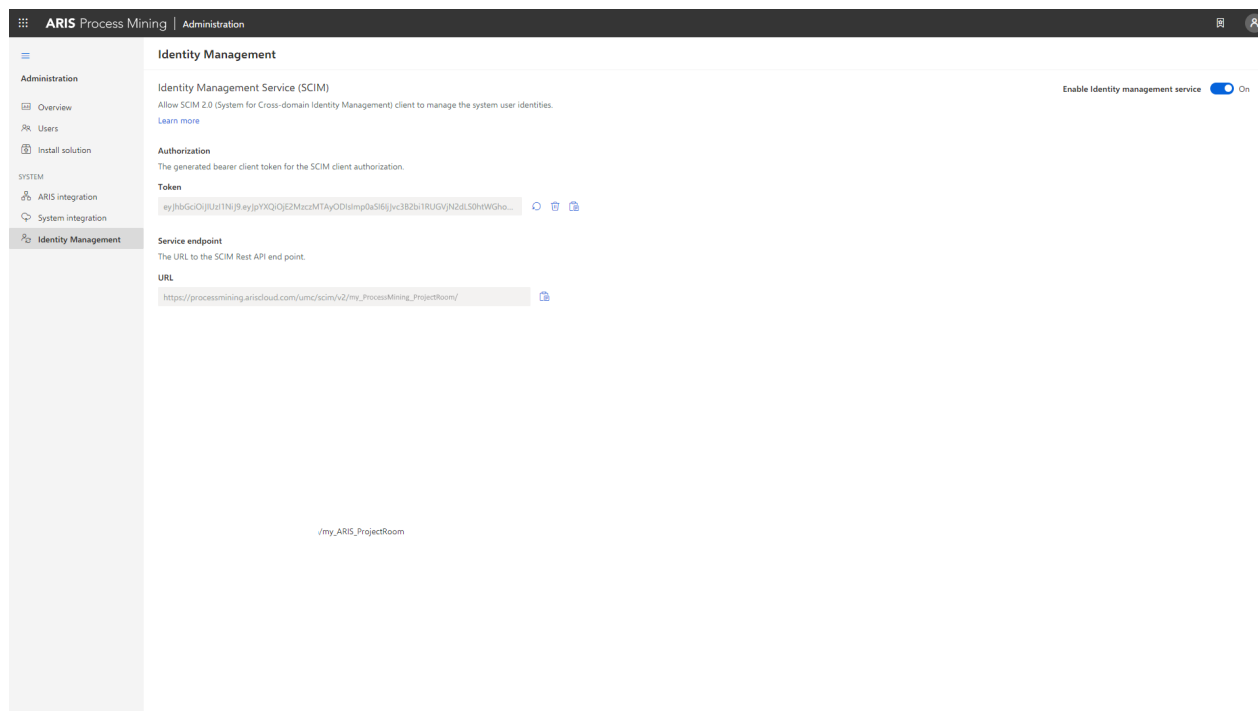 ARIS Process Mining | Administration
Identity Management
Administration
Identity Management Service (SCIM)
Enable Identity management service On
Allow SCIM 2.0 (System for Cross-domain Identity Management) client to manage the system user identities.
Overview
Learn more
Users
Install solution
Authorization
The generated bearer client token for the SCIM client authorization.
SYSTEM
Token
ARIS integration
System integration
Identity Management
Service endpoint
The URL to the SCIM Rest API end point.
URL
https://processmining.ariscloud.com/umc/scim/v2/my_ProcessMining_ProjectRoom/
/my_ARIS_ProjectRoom